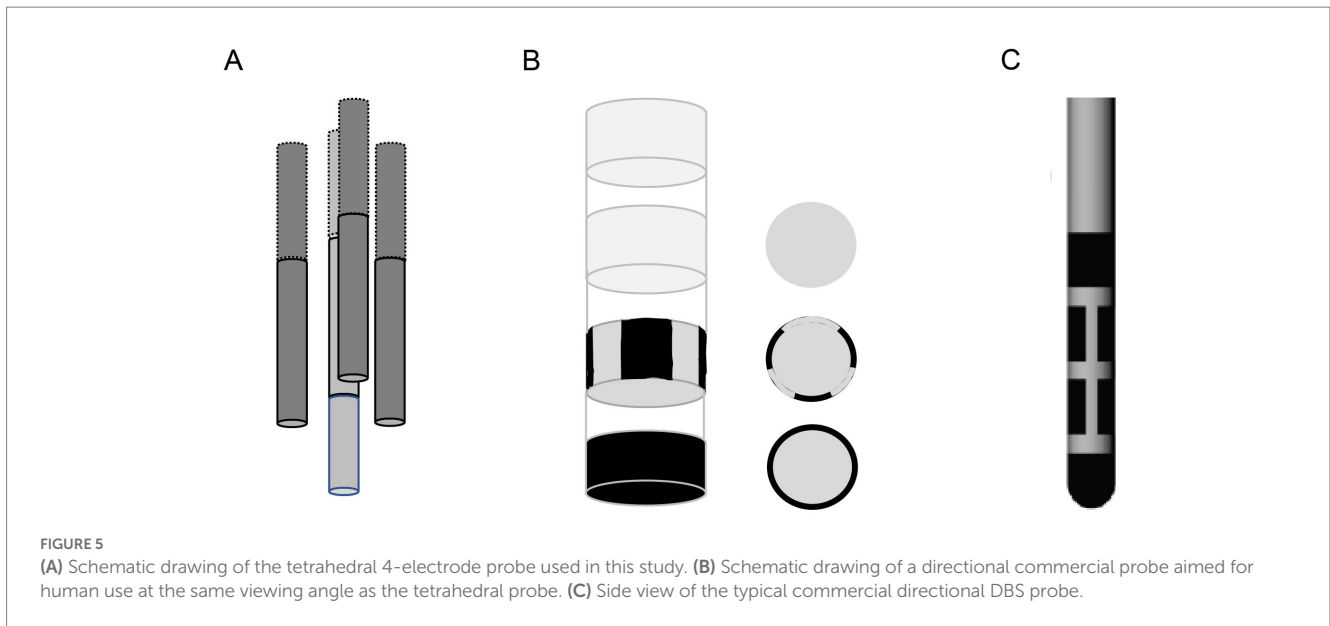 A
B
C
FIGURE 5
(A) Schematic drawing of the tetrahedral 4-electrode probe used in this study. (B) Schematic drawing of a directional commercial probe aimed for
human use at the same viewing angle as the tetrahedral probe. (C) Side view of the typical commercial directional DBS probe.